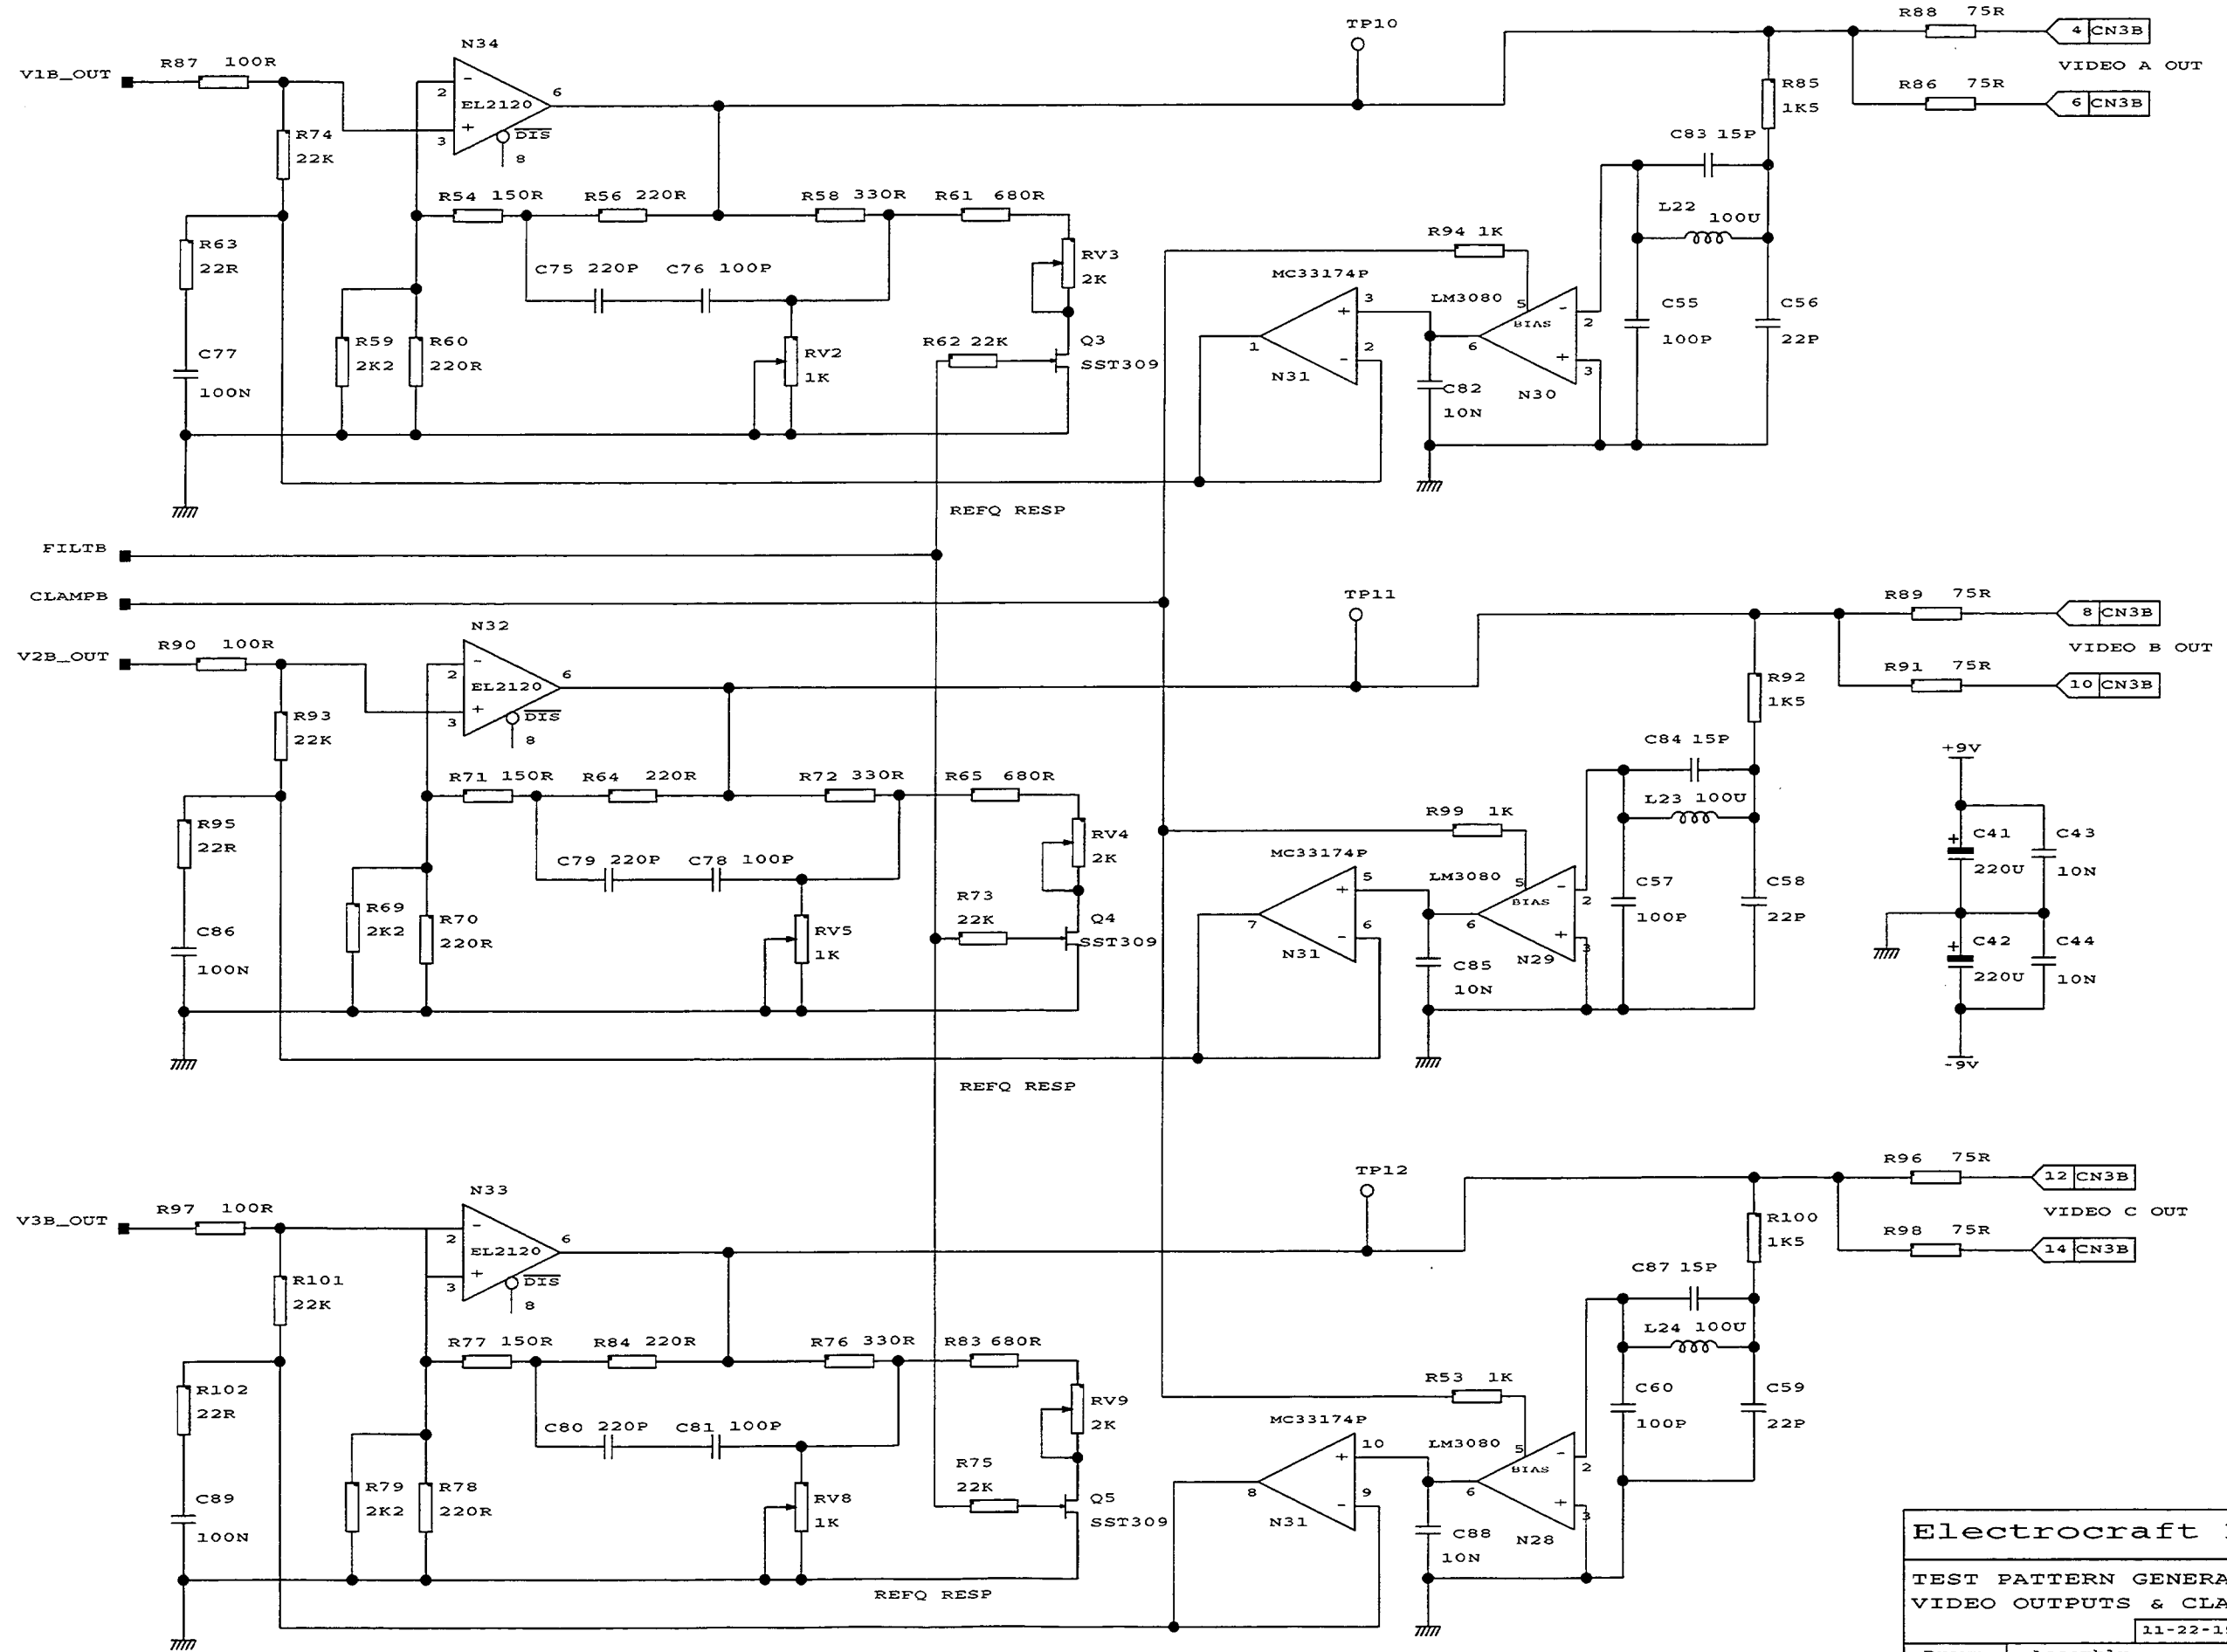 R88 75R
4 CN3B
TP10
N34
R87 100R
V1B_OUT
VIDEO A OUT
2
6
EL2120
R85
1K5
R86 75R
6 CN3B
+
3
DIS
8
R74
22K
C83 15P
R54 150R
R56 220R
R58 330R
R61 680R
L22
100U
R63
22R
R94 1K
RV3
2K
C75 220P
C76 100P
MC33174P
LM3080
3
5
BIAS
-
2
C55
100P
C56
22P
C77
100N
R59
2K2
R60
220R
RV2
1K
R62 22K
Q3
SST309
1
+
-
2
6
+
3
N31
C82
10N
N30
REFQ RESP
FILTB
CLAMPB
TP11
R89 75R
8 CN3B
N32
R90 100R
V2B_OUT
VIDEO B OUT
-
2
6
EL2120
R91 75R
10 CN3B
R92
1K5
+
3
DIS
8
R93
22K
C84 15P
+9V
R71 150R
R64 220R
R72 330R
R65 680R
L23 100U
R99 1K
R95
22R
RV4
2K
C41
220U
+
C43
10N
C79 220P
C78 100P
MC33174P
LM3080
5
5
BIAS
-
2
C57
100P
C58
22P
R69
2K2
R70
220R
RV5
1K
R73
22K
Q4
SST309
C86
100N
7
+
-
6
6
+
3
N31
C85
10N
N29
C42
220U
+
C44
10N
-9V
REFQ RESP
TP12
R96 75R
12 CN3B
N33
R97 100R
V3B_OUT
VIDEO C OUT
-
2
6
EL2120
R100
1K5
R98 75R
14 CN3B
+
3
DIS
8
R101
22K
C87 15P
R77 150R
R84 220R
R76 330R
R83 680R
L24 100U
R53 1K
R102
22R
RV9
2K
C80 220P
C81 100P
MC33174P
LM3080
10
5
BIAS
-
2
C60
100P
C59
22P
R79
2K2
R78
220R
RV8
1K
R75
22K
Q5
SST309
C89
100N
8
+
-
9
6
+
3
N31
C88
10N
N28
REFQ RESP
Electrocraft
TEST PATTERN GENERA
VIDEO OUTPUTS & CLA
11-22-1